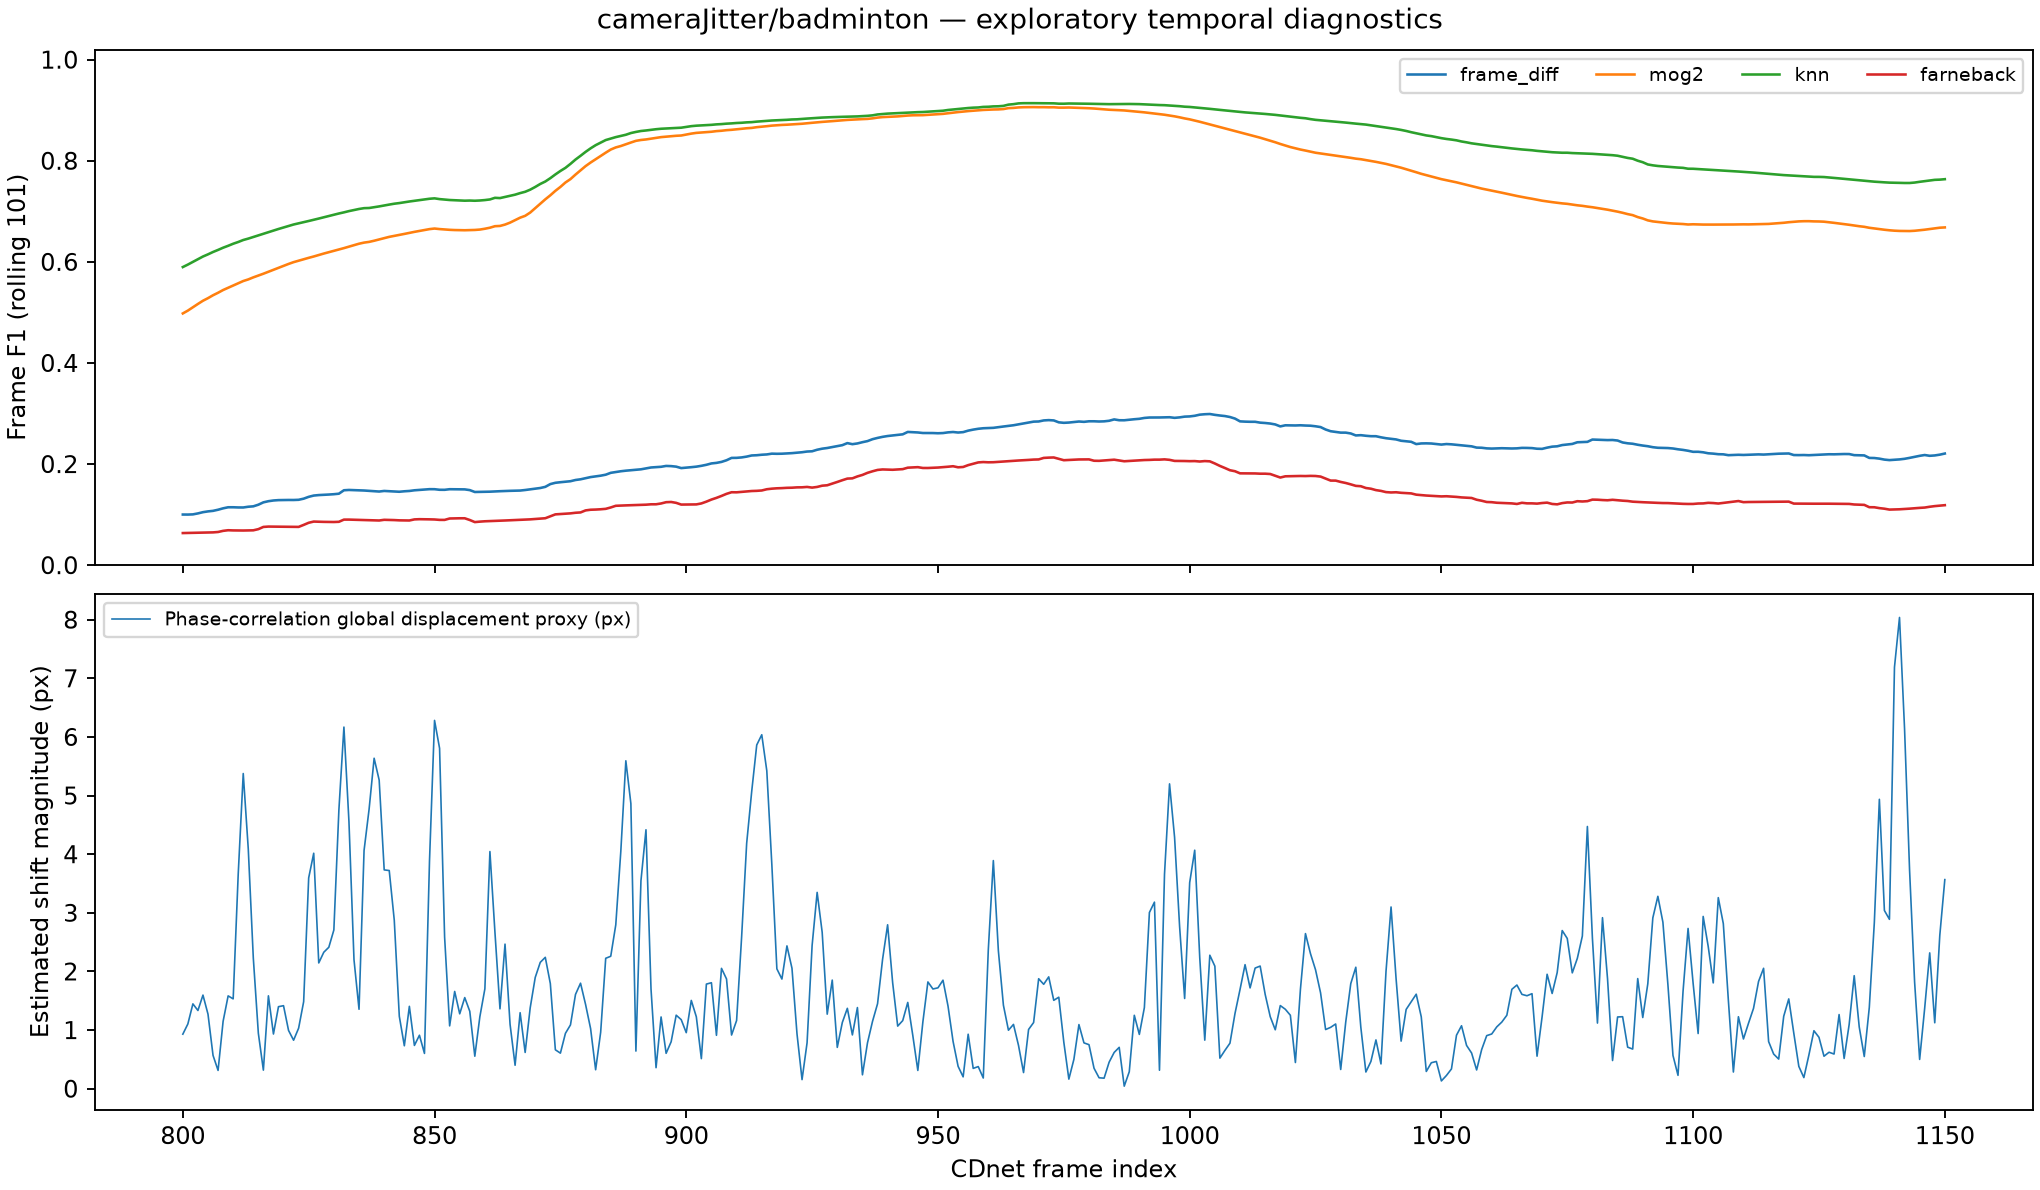 cameraJitter/badminton — exploratory temporal diagnostics
frame_diff mog2 knn farneback
Frame F1 (rolling 101)
1.0
0.8
0.6
0.4
0.2
0.0
Phase-correlation global displacement proxy (px)
Estimated shift magnitude (px)
8
7
6
5
4
3
2
1
0
800 850 900 950 1000 1050 1100 1150
CDnet frame index